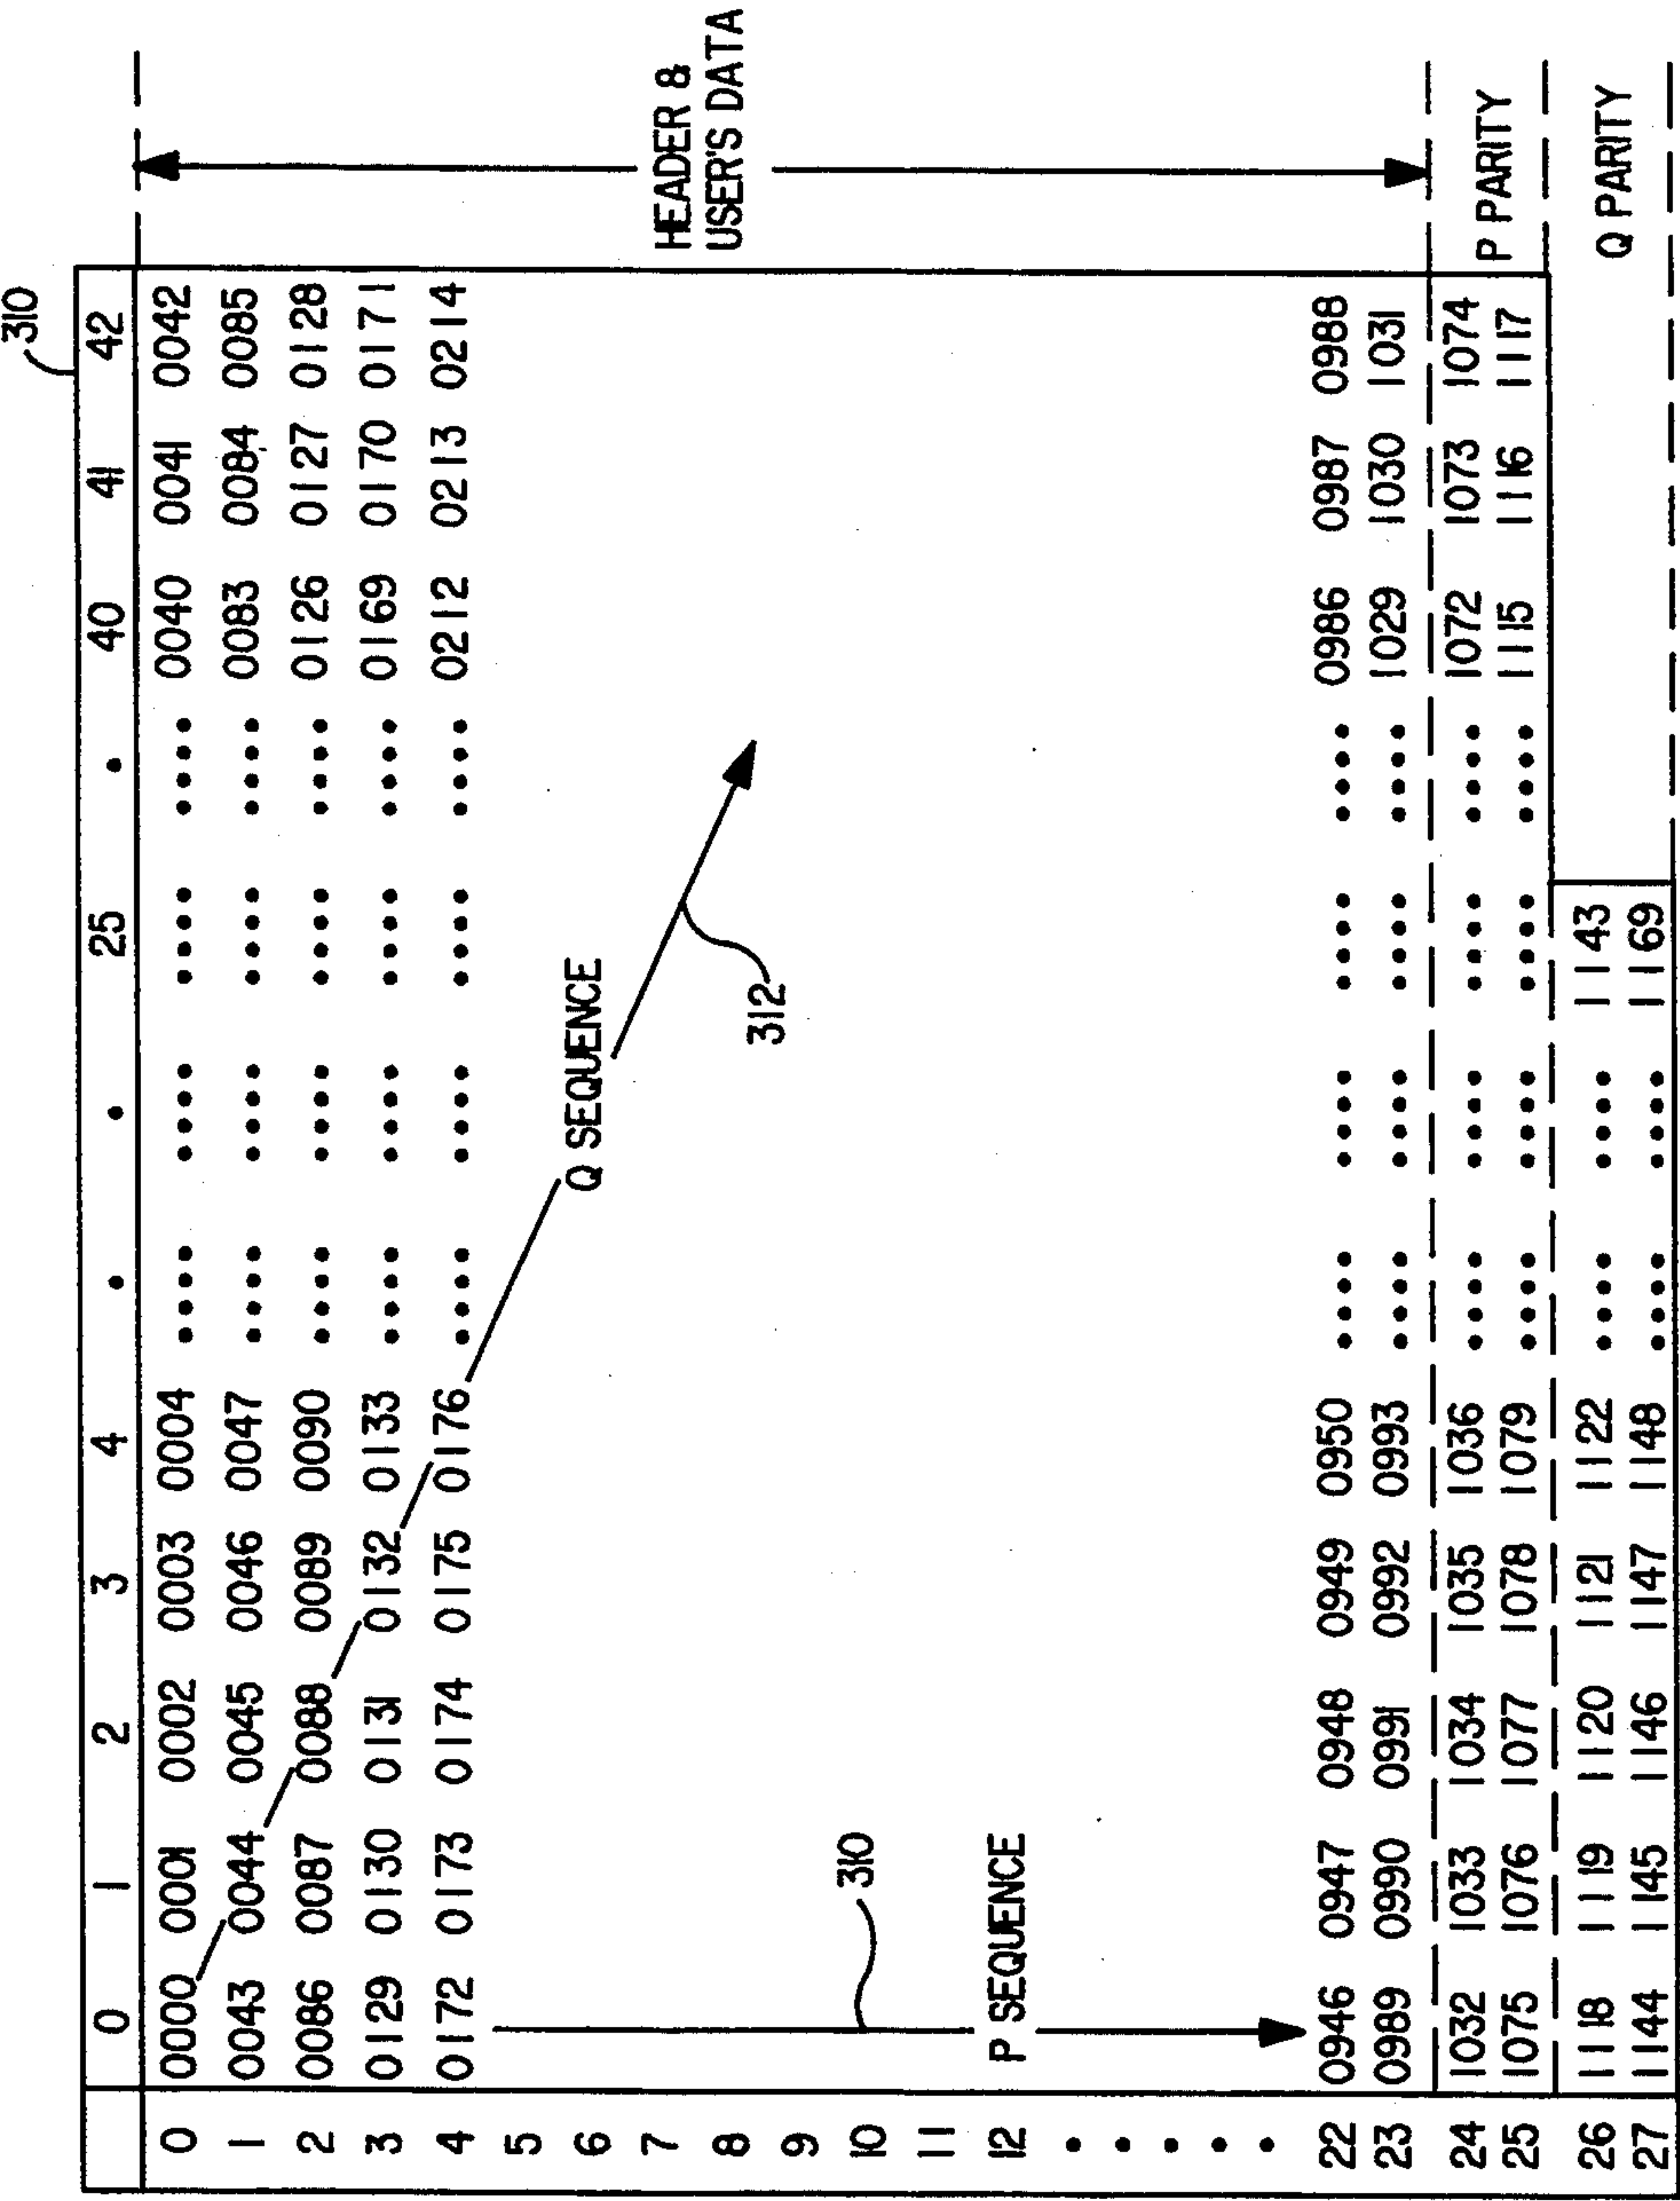 310
0 1 2 3 4 • • 25 • 40 41 42
0 0000 0001 0002 0003 0004 •••• •••• •••• •••• 0040 0041 0042
1 0043 0044 0045 0046 0047 •••• •••• •••• •••• 0083 0084 0085
2 0086 0087 0088 0089 0090 •••• •••• •••• •••• 0126 0127 0128
3 0129 0130 0131 0132 0133 •••• •••• •••• •••• 0169 0170 0171
4 0172 0173 0174 0175 0176 •••• •••• •••• •••• 0212 0213 0214
5
6 Q SEQUENCE
7
8 312
9
10 310
11
12 P SEQUENCE
HEADER &
USER'S DATA
•
•
•
•
•
22 0946 0947 0948 0949 0950 •••• •••• •••• •••• 0986 0987 0988
23 0989 0990 0991 0992 0993 •••• •••• •••• •••• 1029 1030 1031
24 1032 1033 1034 1035 1036 •••• •••• •••• •••• 1072 1073 1074
25 1075 1076 1077 1078 1079 •••• •••• •••• •••• 1115 1116 1117
P PARITY
26 1118 1119 1120 1121 1122 •••• •••• 1143
27 1144 1145 1146 1147 1148 •••• •••• 1169
Q PARITY